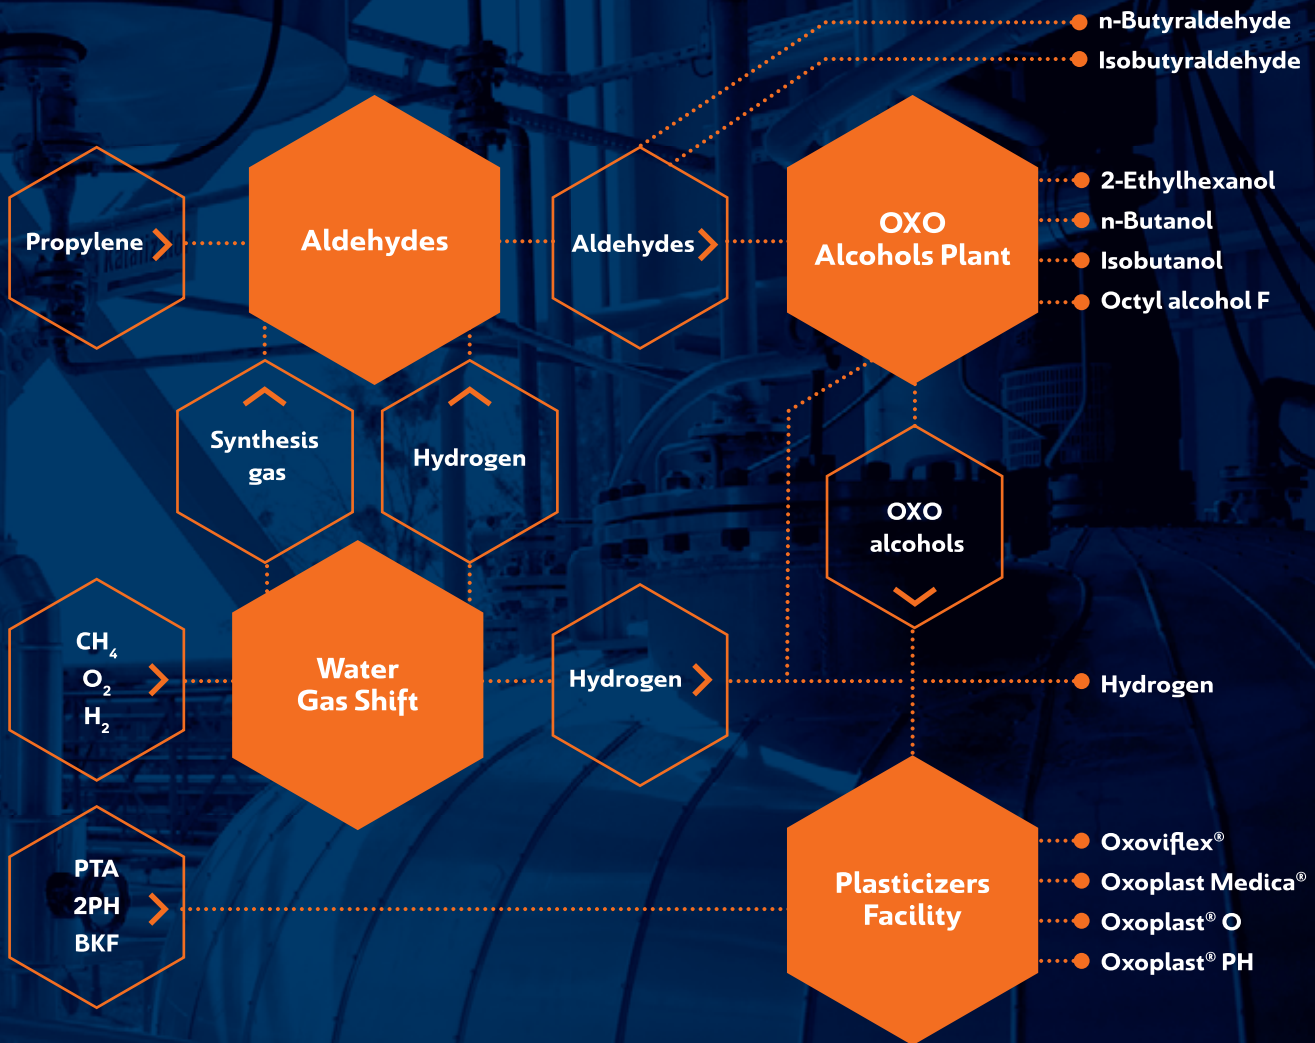 n-Butyraldehyde
Isobutyraldehyde
Propylene
Aldehydes
Aldehydes
OXO
Alcohols Plant
2-Ethylhexanol
n-Butanol
Isobutanol
Octyl alcohol F
Synthesis
gas
Hydrogen
OXO
alcohols
CH₄
O₂
H₂
Water
Gas Shift
Hydrogen
Hydrogen
PTA
2PH
BKF
Plasticizers
Facility
Oxoviflex®
Oxoplast Medica®
Oxoplast® O
Oxoplast® PH